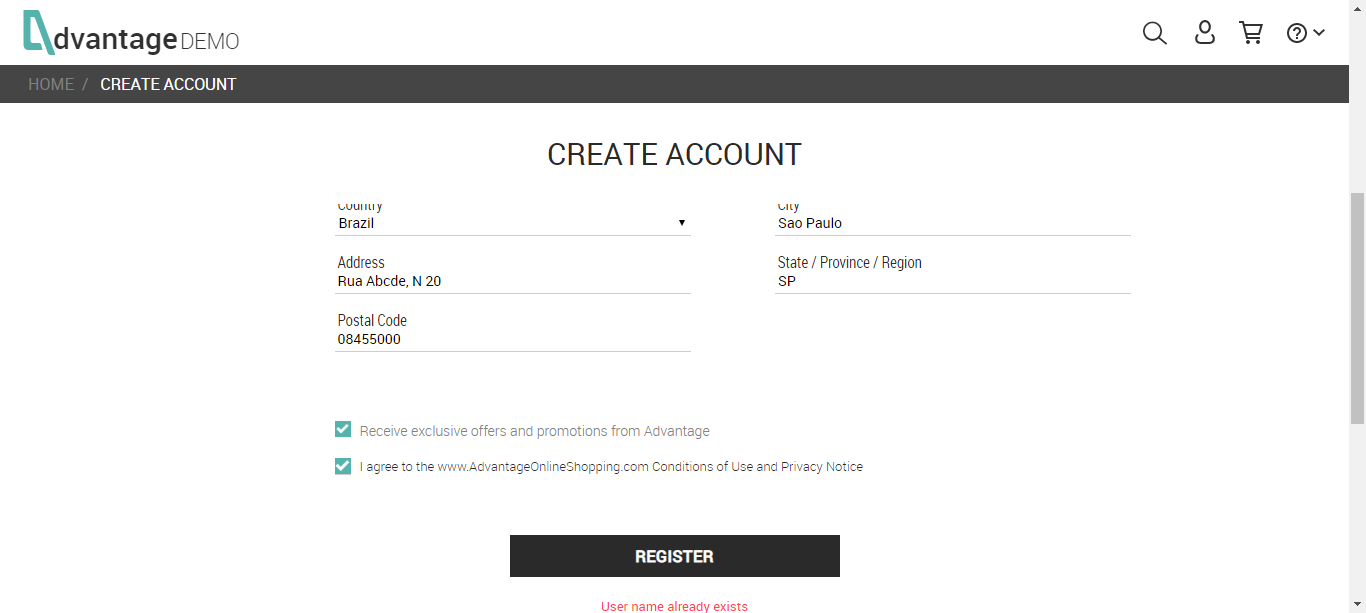 dvantage DEMO
HOME / CREATE ACCOUNT
CREATE ACCOUNT
Country
City
Brazil
Sao Paulo
Address
State / Province / Region
Rua Abcde, N 20
SP
Postal Code
08455000
Receive exclusive offers and promotions from Advantage
I agree to the www.AdvantageOnlineShopping.com Conditions of Use and Privacy Notice
REGISTER
User name already exists